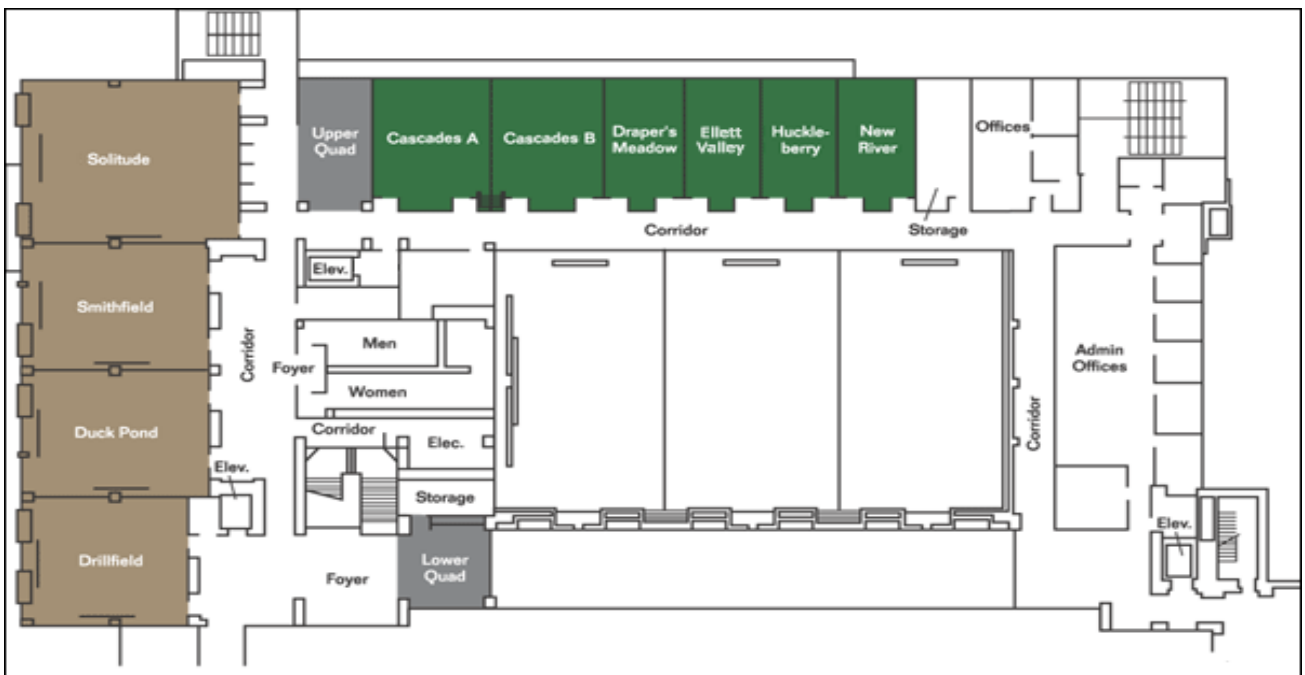 Solitude
Upper
Quad
Cascades A
Cascades B
Draper's
Meadow
Ellett
Valley
Huckle-
berry
New
River
Offices
Corridor
Storage
Elev.
Smithfield
Corridor
Foyer
Men
Women
Admin
Offices
Corridor
Duck Pond
Corridor
Elec.
Elev.
Storage
Elev.
Drillfield
Foyer
Lower
Quad